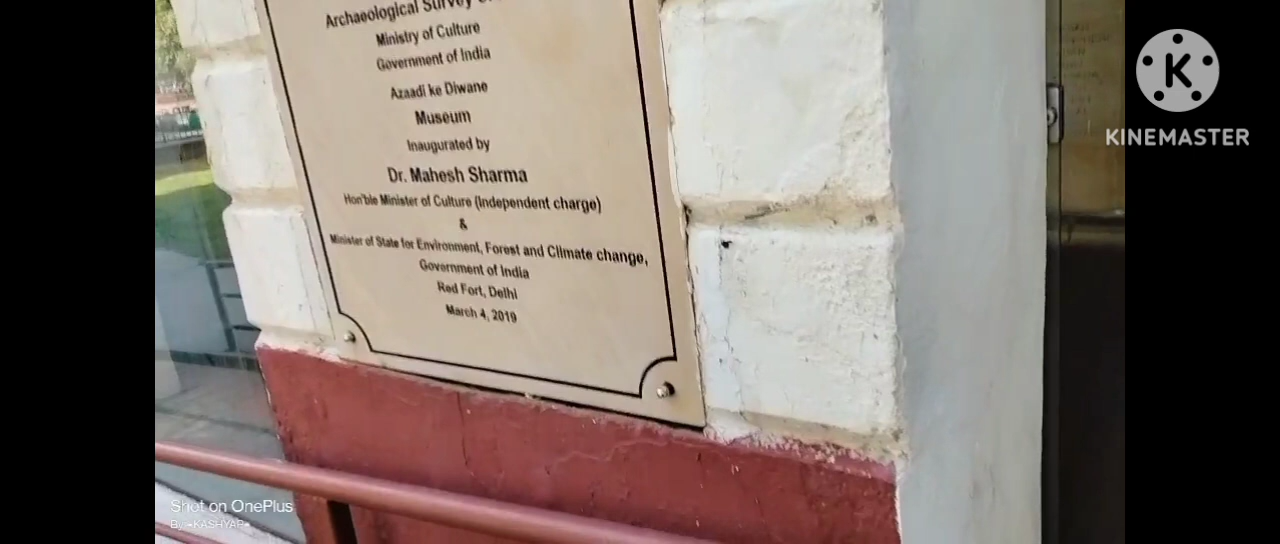 Archaeological Survey
Ministry of Culture
Government of India
Azaadi ke Diwane
Museum
Inaugurated by
Dr. Mahesh Sharma
Hon'ble Minister of Culture (Independent charge)
&
Minister of State for Environment, Forest and Climate change,
Government of India
Red Fort, Delhi
March 4, 2019
KINEMASTER
Shot on OnePlus
By •KASHYAP•